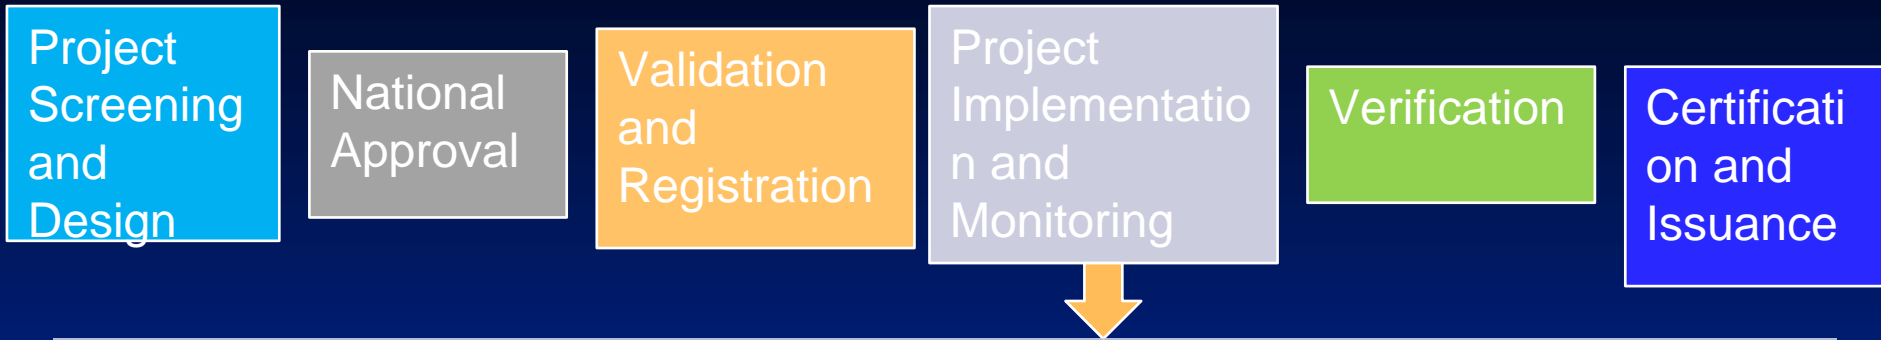 Project
Screening
and
Design
National
Approval
Validation
and
Registration
Project
Implementatio
n and
Monitoring
Verification
Certificati
on and
Issuance